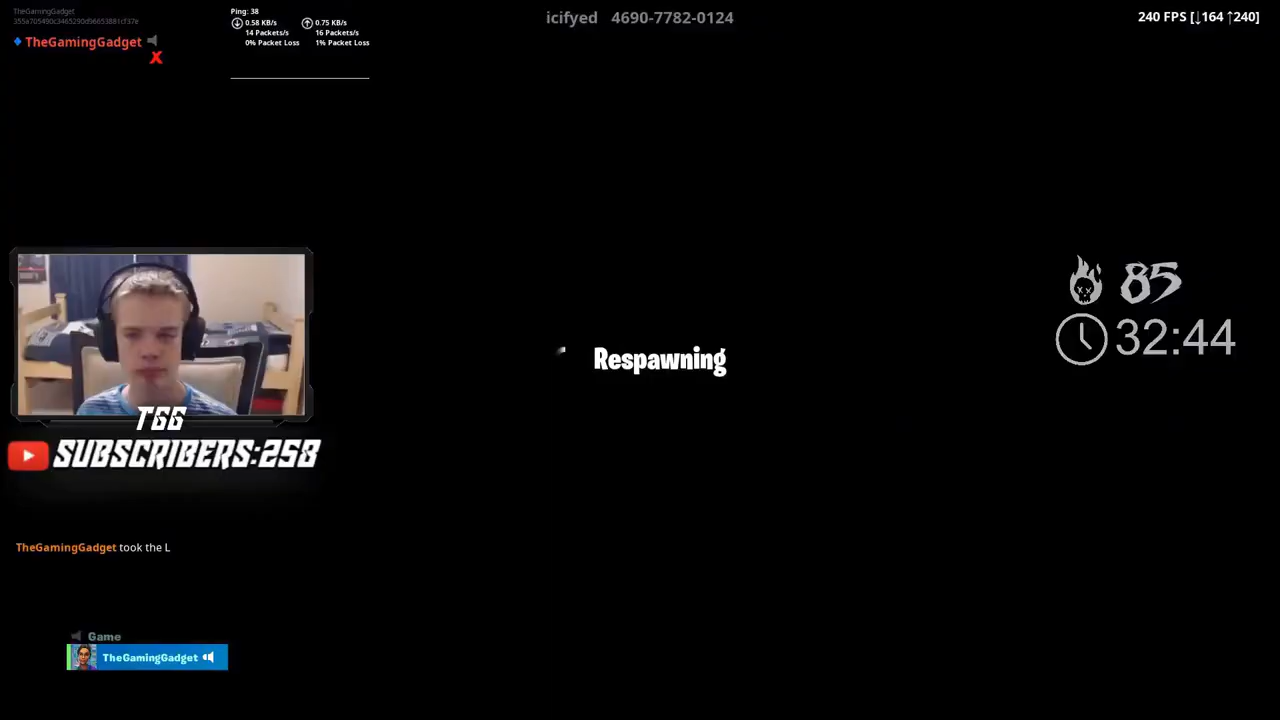 TheGamingGadget
Ping: 38
0.58 KB/s
0.75 KB/s
14 Packets/s
16 Packets/s
0% Packet Loss
1% Packet Loss
icifyed 4690-7782-0124
240 FPS [↓164 ↑240]
TheGamingGadget
X
85
32:44
Respawning
TGG
SUBSCRIBERS:258
TheGamingGadget took the L
Game
TheGamingGadget